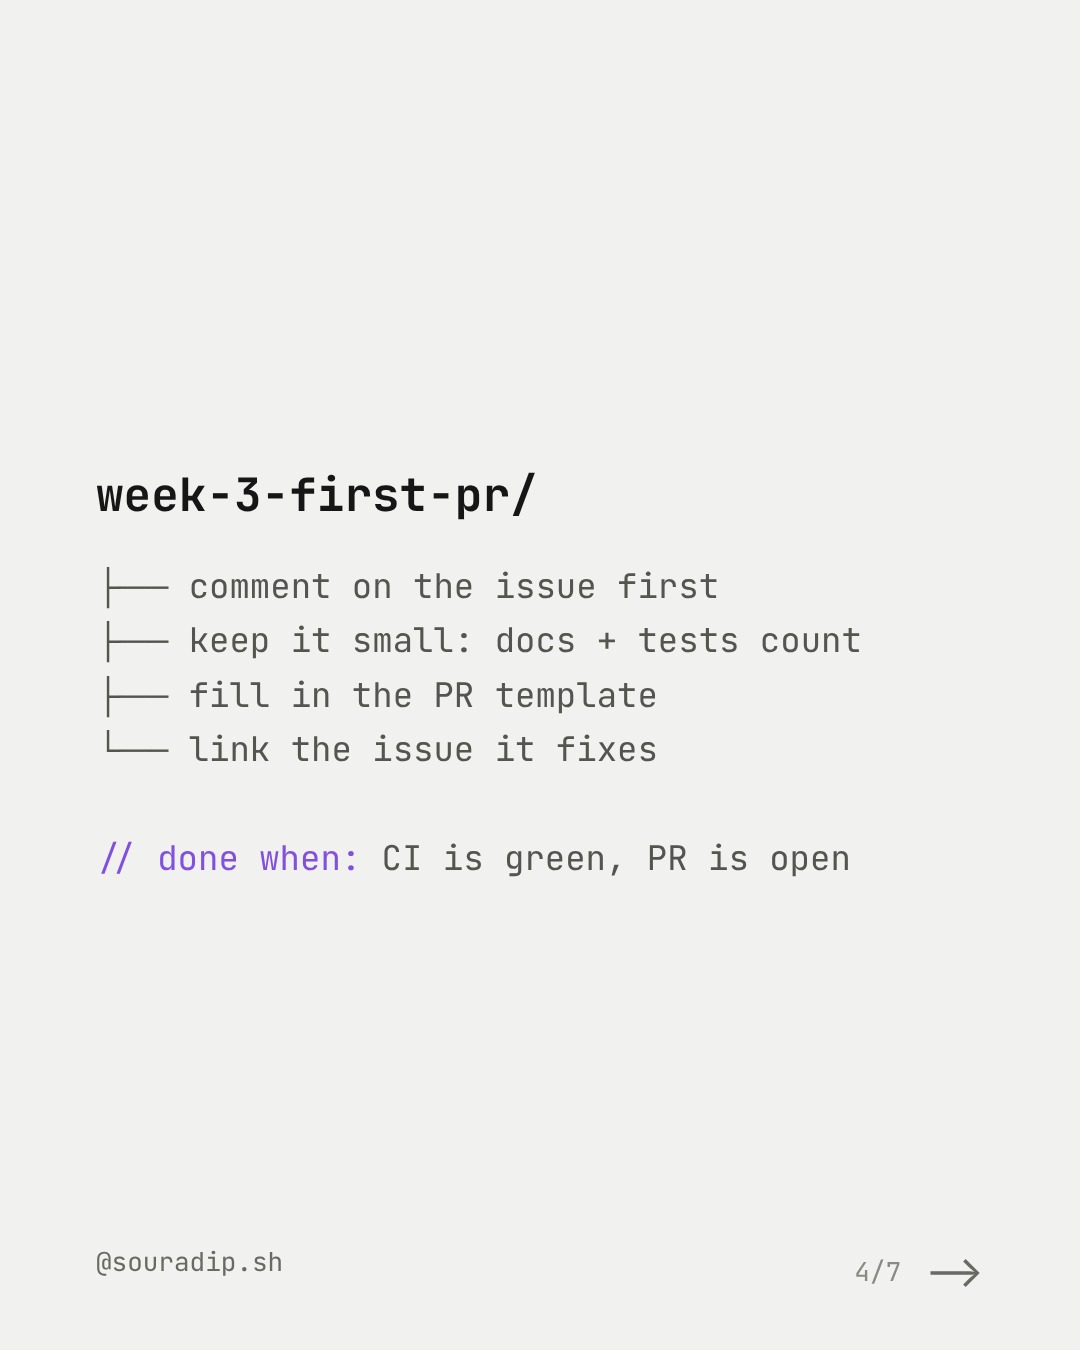 week-3-first-pr/
├── comment on the issue first
├── keep it small: docs + tests count
├── fill in the PR template
└── link the issue it fixes
// done when: CI is green, PR is open
@souradip.sh
4/7 →